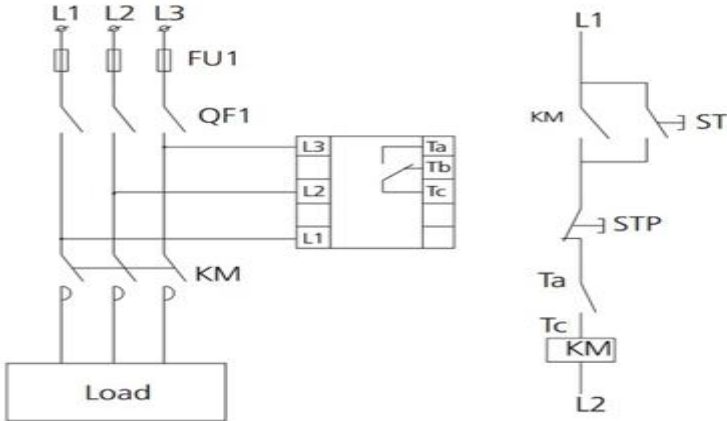 L1 L2 L3
FU1
QF1
L3 Ta
Tb
L2 Tc
L1
KM
Load
L1
KM ST
STP
Ta
Tc
KM
L2